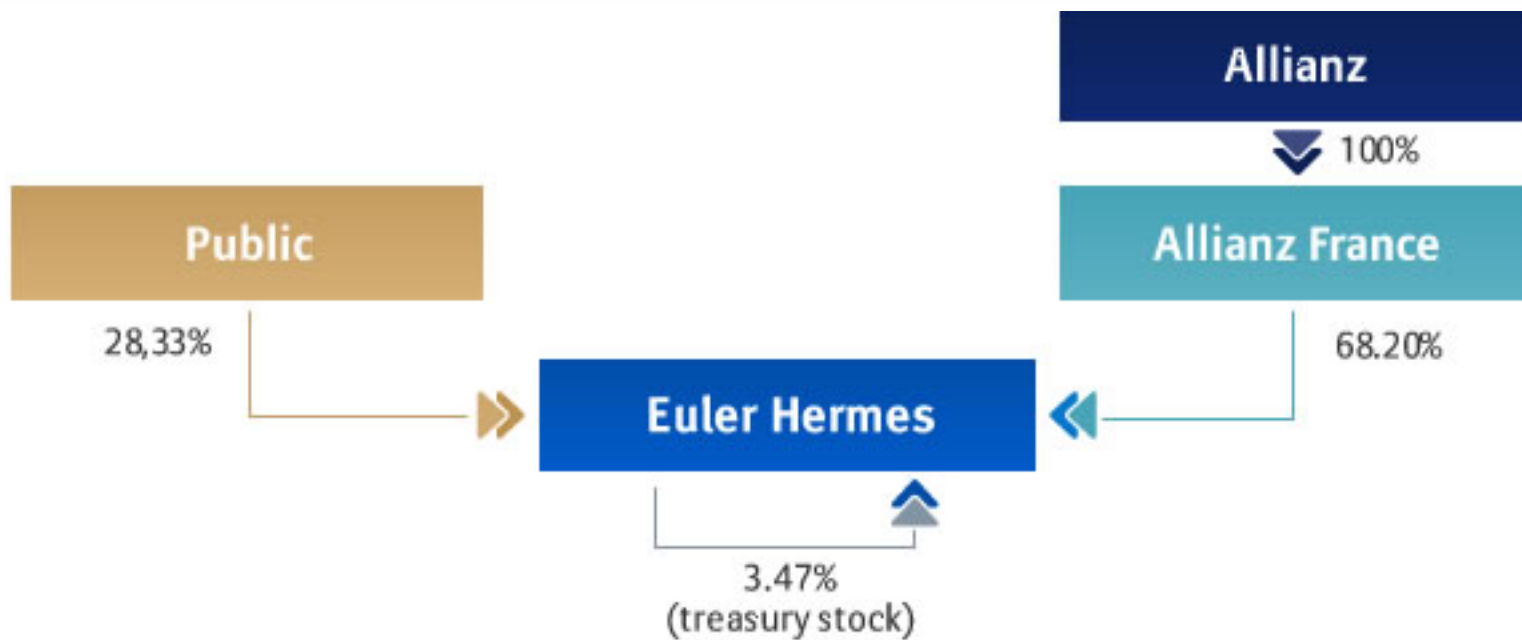 Allianz
100%
Public
Allianz France
28,33%
68.20%
Euler Hermes
3.47%
(treasury stock)